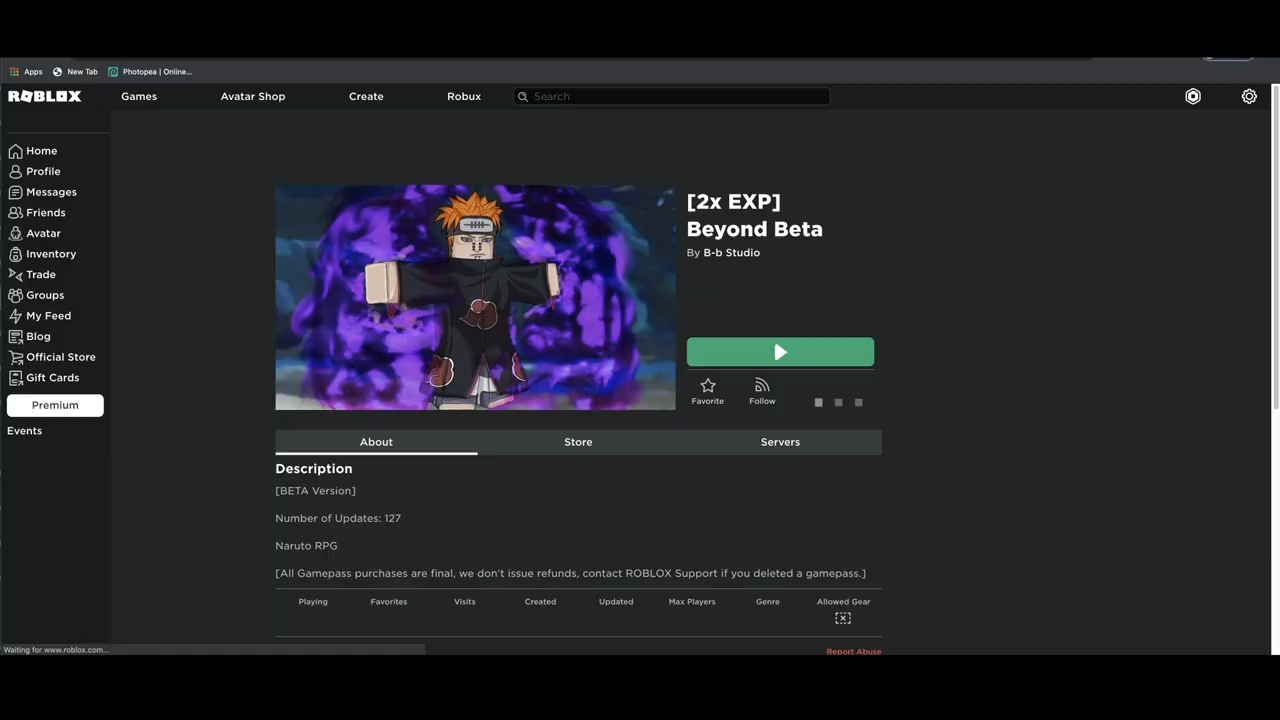 Apps New Tab Photopea | Online...
ROBLOX Games Avatar Shop Create Robux Search
Home
Profile
Messages
Friends
Avatar
Inventory
Trade
Groups
My Feed
Blog
Official Store
Gift Cards
Premium
Events
[2x EXP]
Beyond Beta
By B-b Studio
Favorite Follow
About Store Servers
Description
[BETA Version]
Number of Updates: 127
Naruto RPG
[All Gamepass purchases are final, we don't issue refunds, contact ROBLOX Support if you deleted a gamepass.]
Playing Favorites Visits Created Updated Max Players Genre Allowed Gear
Report Abuse
Waiting for www.roblox.com...